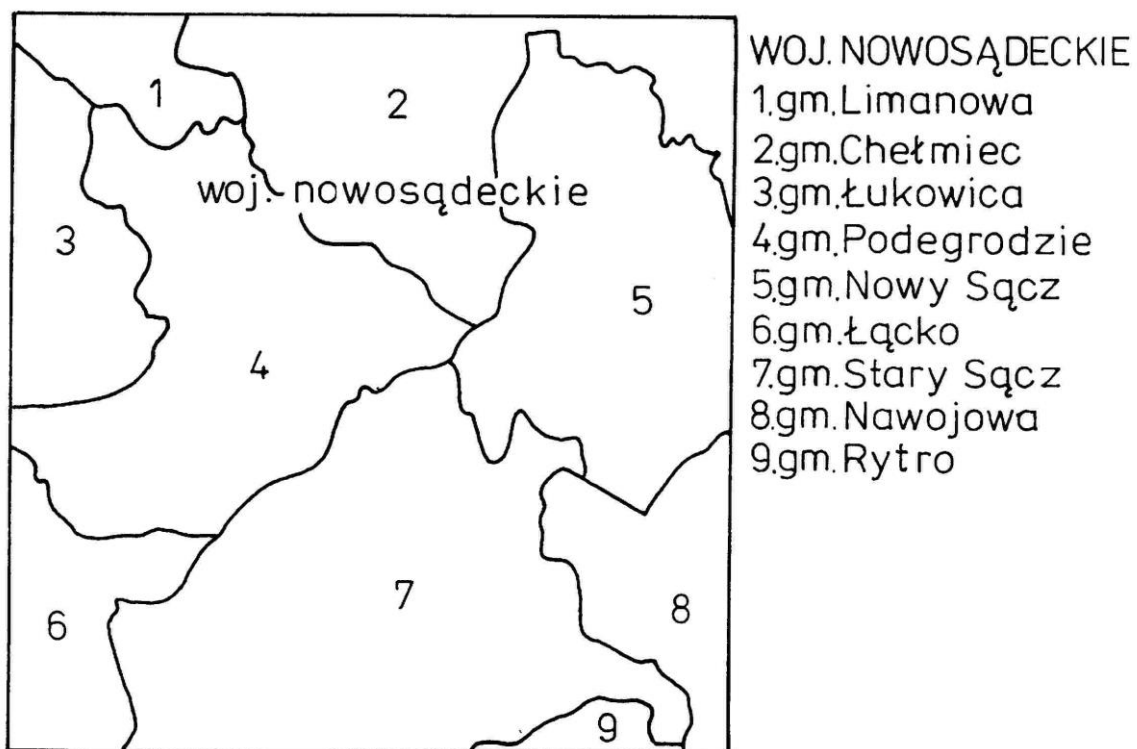 1
2
woj. nowosądeckie
3
5
4
7
6
8
9
WOJ. NOWOSĄDECKIE
1.gm.Limanowa
2.gm.Chełmiec
3.gm.Łukowica
4.gm.Podegrodzie
5.gm.Nowy Sącz
6.gm.Łącko
7.gm.Stary Sącz
8.gm.Nawojowa
9.gm.Rytro